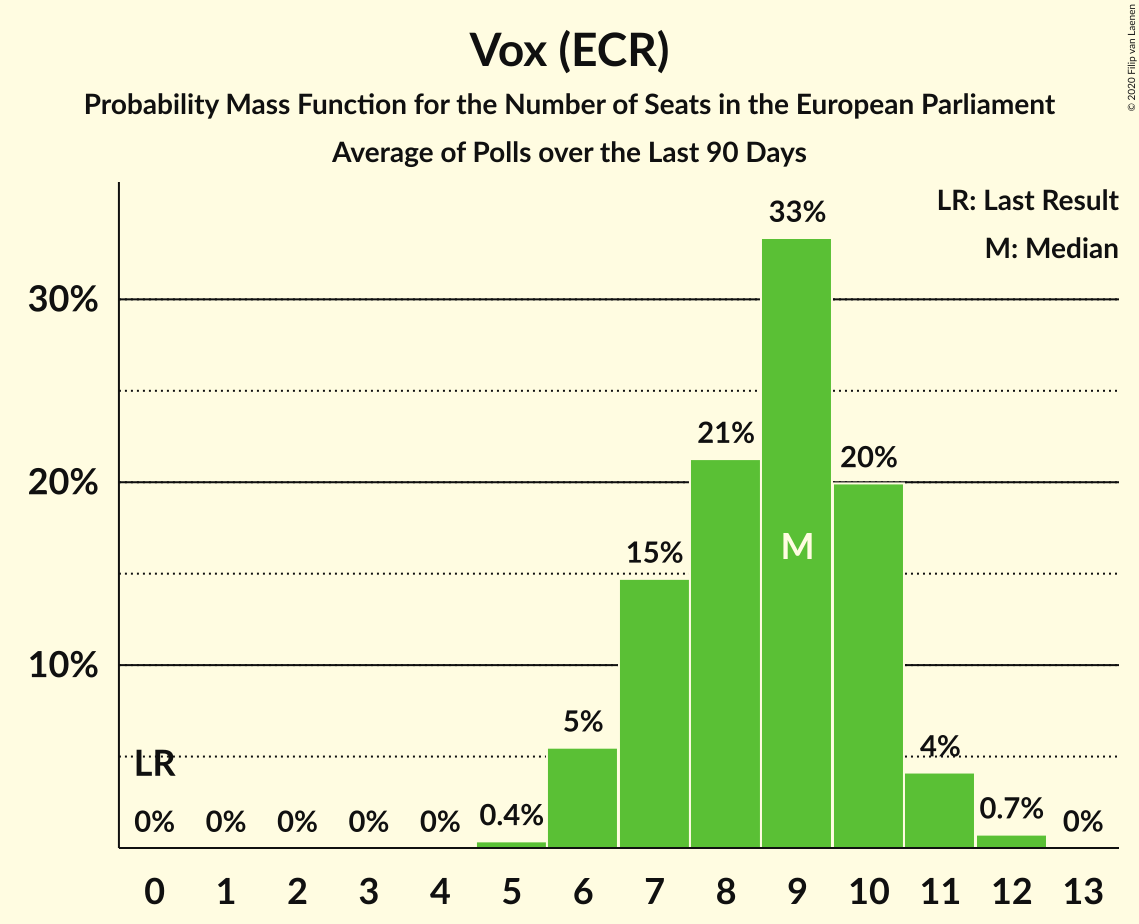 Vox (ECR)
Probability Mass Function for the Number of Seats in the European Parliament
Average of Polls over the Last 90 Days
© 2020 Filip van Laenen
LR: Last Result
M: Median
33%
30%
21%
20%
20%
M
15%
10%
5%
LR
4%
0% 0% 0% 0% 0% 0.4% 0.7% 0%
0 1 2 3 4 5 6 7 8 9 10 11 12 13